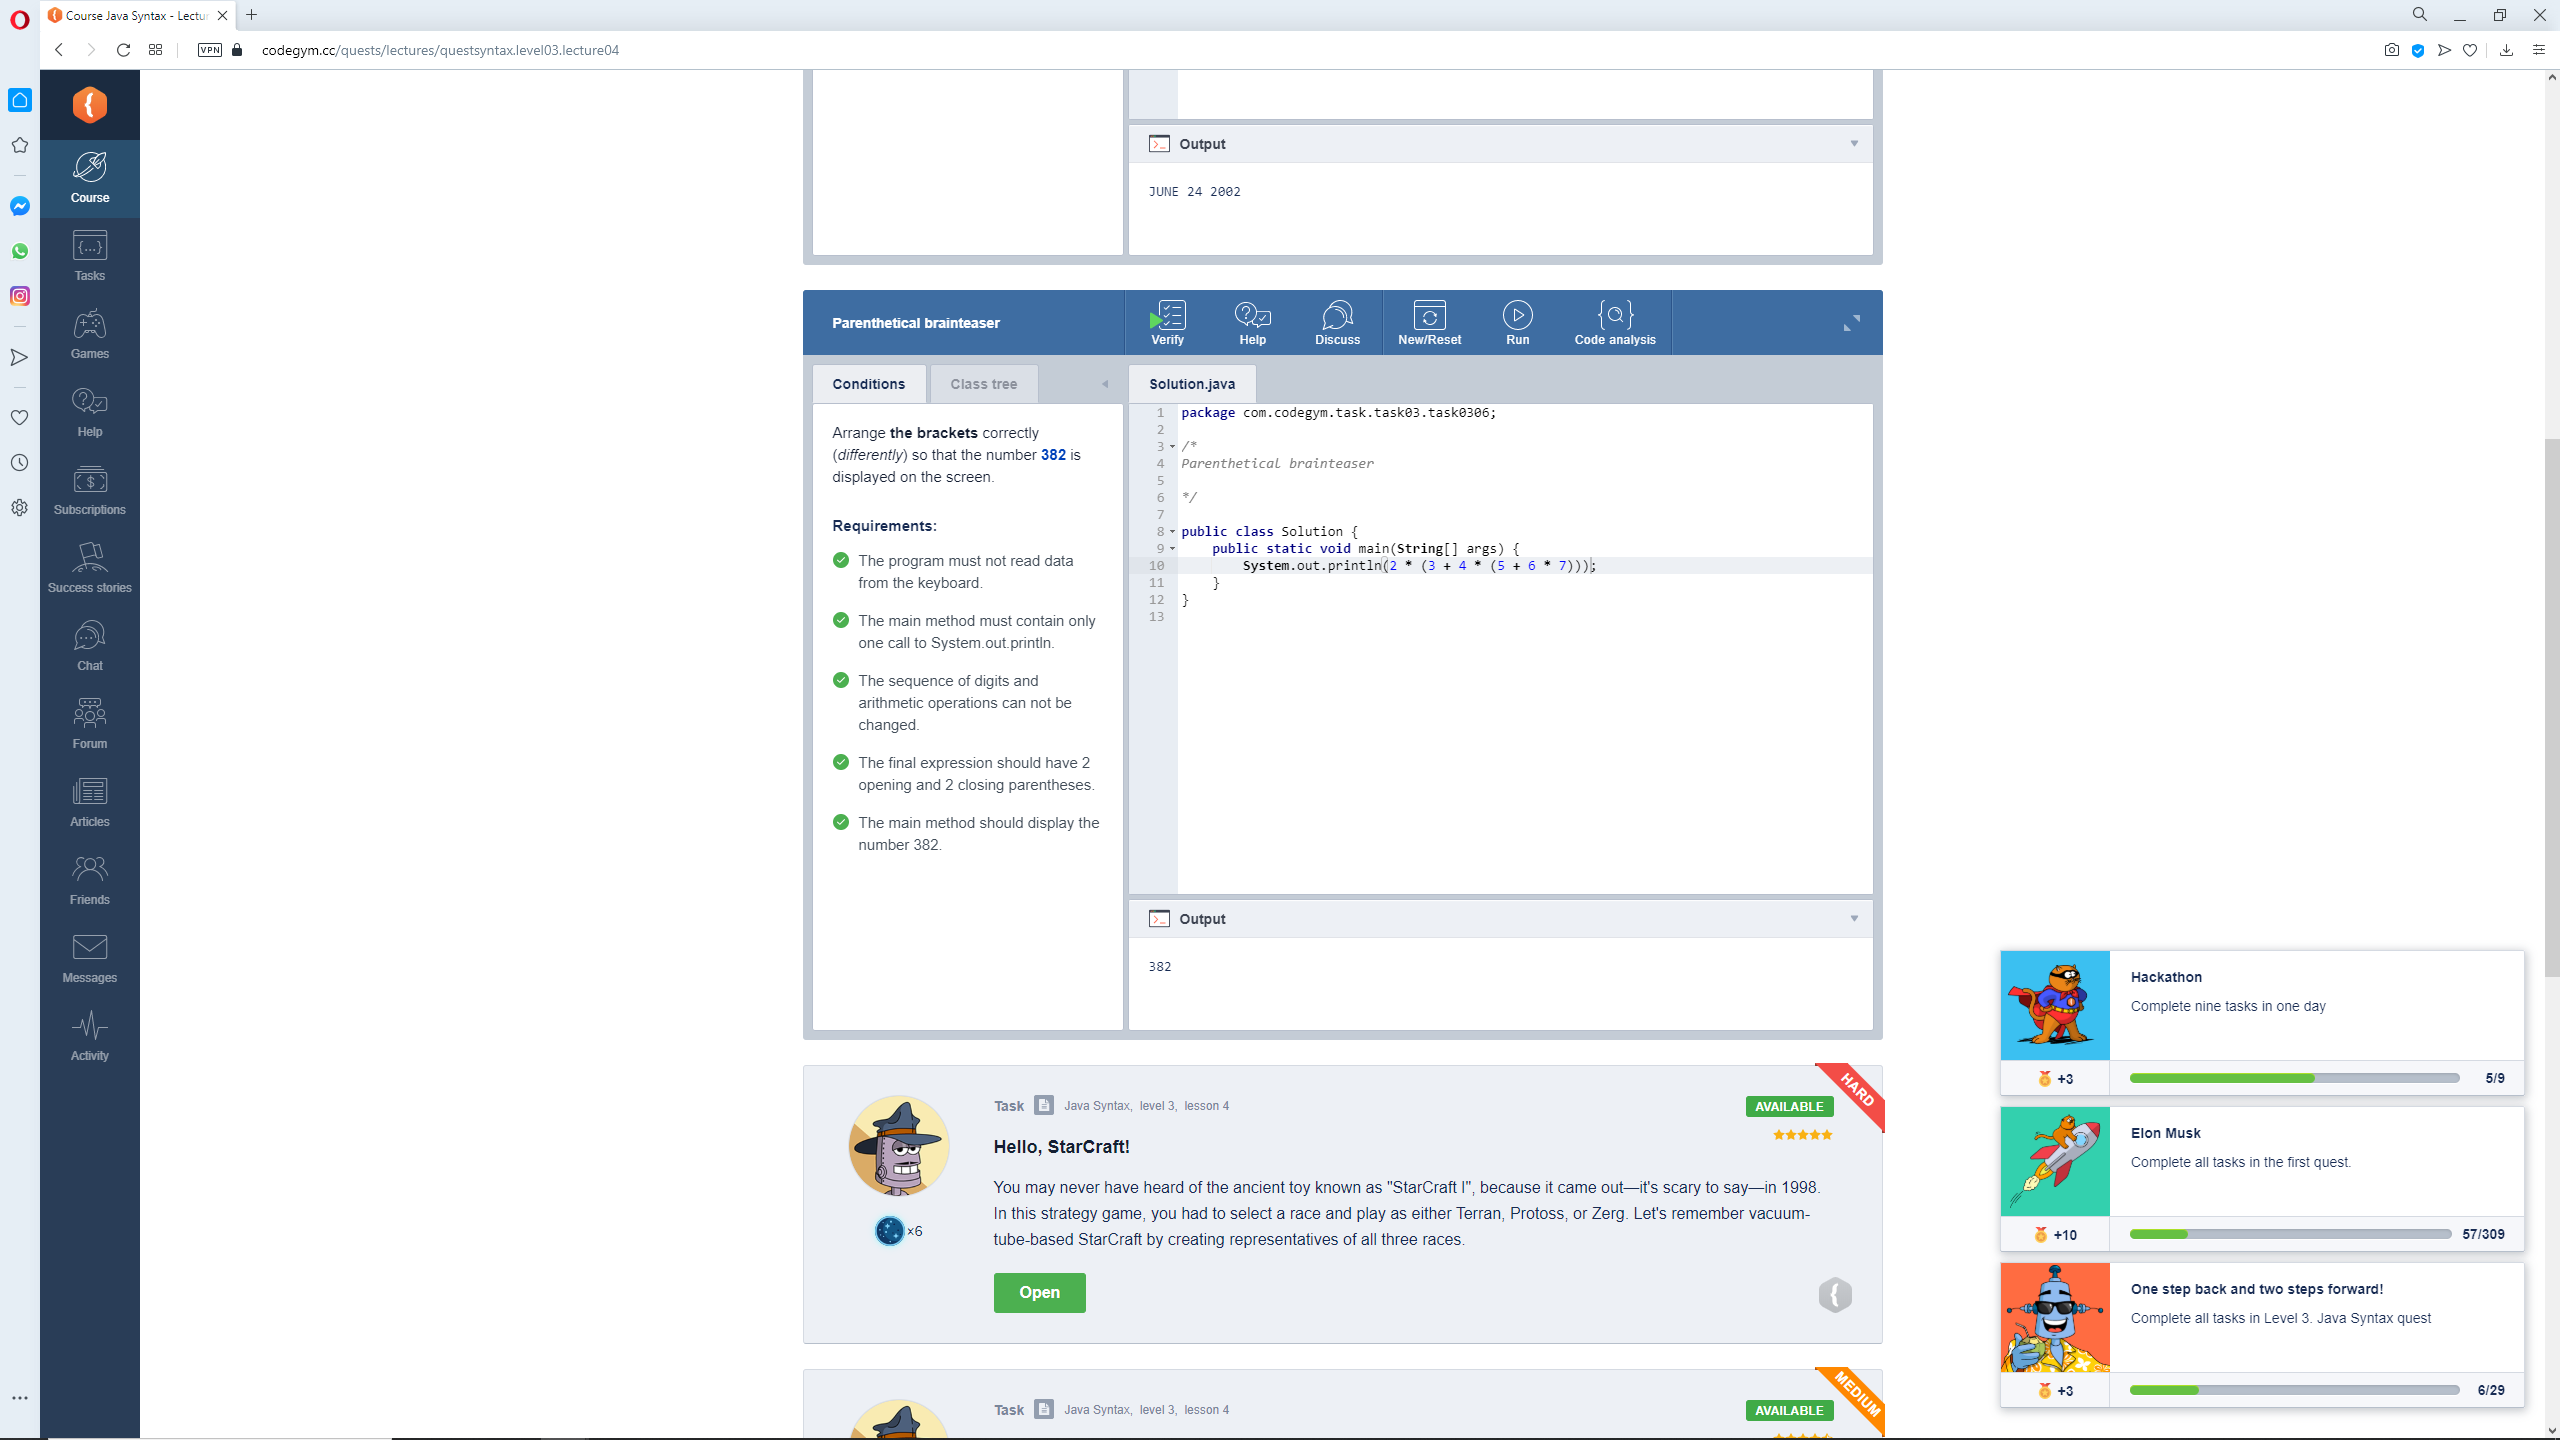 Course Java Syntax - Lectu
VPN
codegym.cc/quests/lectures/questsyntax.level03.lecture04
Course
Tasks
Games
Help
Subscriptions
Success stories
Chat
Forum
Articles
Friends
Messages
Activity
Output
JUNE 24 2002
Parenthetical brainteaser
Verify
Help
Discuss
New/Reset
Run
Code analysis
Conditions
Class tree
Arrange the brackets correctly
(differently) so that the number 382 is
displayed on the screen.
Requirements:
The program must not read data
from the keyboard.
The main method must contain only
one call to System.out.println.
The sequence of digits and
arithmetic operations can not be
changed.
The final expression should have 2
opening and 2 closing parentheses.
The main method should display the
number 382.
Solution.java
1 package com.codegym.task.task03.task0306;
2
3 /*
4 Parenthetical brainteaser
5
6 */
7
8 public class Solution {
9 public static void main(String[] args) {
10 System.out.println(2 * (3 + 4 * (5 + 6 * 7)));
11 }
12 }
13
Output
382
HARD
Task Java Syntax, level 3, lesson 4
AVAILABLE
Hello, StarCraft!
You may never have heard of the ancient toy known as "StarCraft I", because it came out—it's scary to say—in 1998.
In this strategy game, you had to select a race and play as either Terran, Protoss, or Zerg. Let's remember vacuum-
tube-based StarCraft by creating representatives of all three races.
×6
Open
MEDIUM
Task Java Syntax, level 3, lesson 4
AVAILABLE
Hackathon
Complete nine tasks in one day
+3
5/9
Elon Musk
Complete all tasks in the first quest.
+10
57/309
One step back and two steps forward!
Complete all tasks in Level 3. Java Syntax quest
+3
6/29